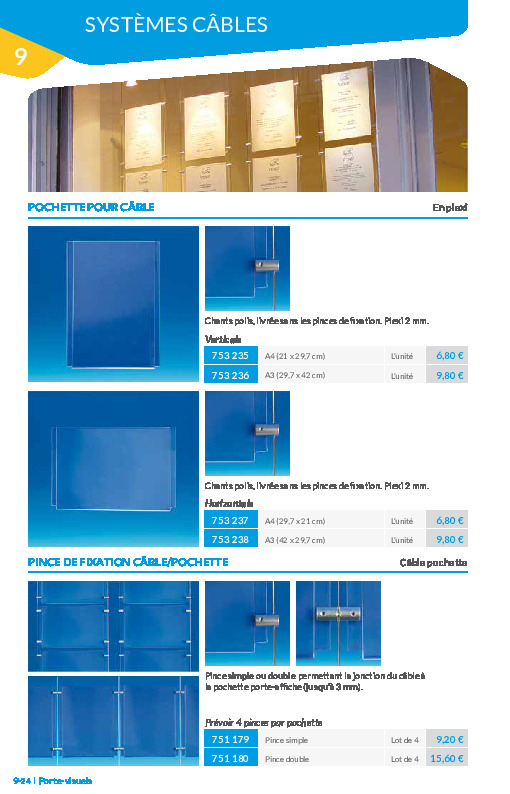 SYSTÈMES CÂBLES
9
POCHETTE POUR CÂBLE
En plexi
Chants polis, livrée sans les pinces de fixation. Plexi 2 mm.
Verticale
753 235 A4 (21 x 29,7 cm) L'unité 6,80 €
753 236 A3 (29,7 x 42 cm) L'unité 9,80 €
Chants polis, livrée sans les pinces de fixation. Plexi 2 mm.
Horizontale
753 237 A4 (29,7 x 21 cm) L'unité 6,80 €
753 238 A3 (42 x 29,7 cm) L'unité 9,80 €
PINCE DE FIXATION CÂBLE/POCHETTE
Câble pochette
Pince simple ou double permettant la jonction du câble à
la pochette porte-affiche (jusqu'à 3 mm).
Prévoir 4 pinces par pochette
751 179 Pince simple Lot de 4 9,20 €
751 180 Pince double Lot de 4 15,60 €
9-24 | Porte-visuels